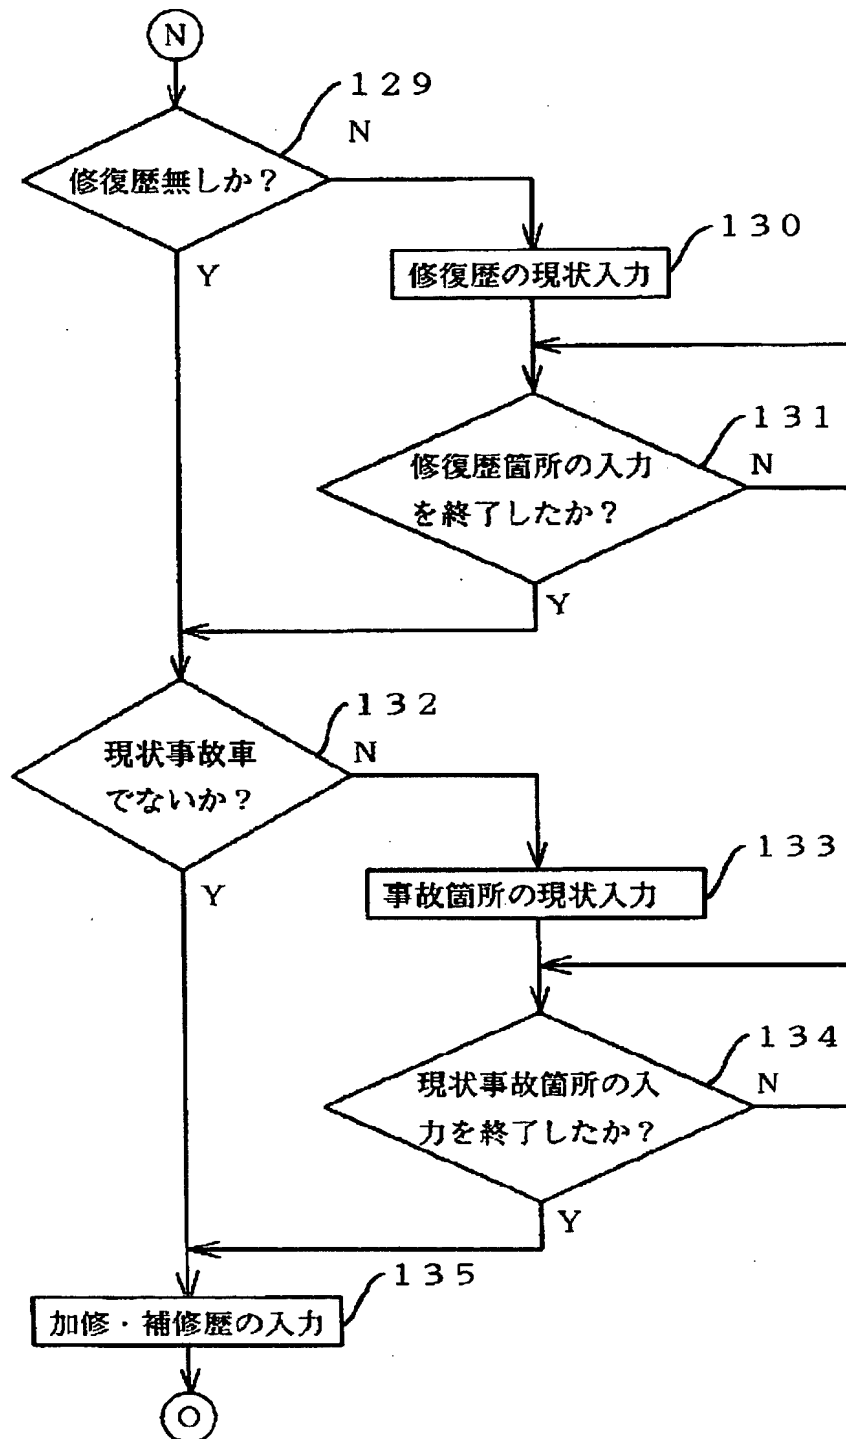 N
129
N
修復歴無しか？
Y
130
修復歴の現状入力
131
N
修復歴箇所の入力
を終了したか？
Y
132
N
現状事故車
でないか？
Y
133
事故箇所の現状入力
134
N
現状事故箇所の入
力を終了したか？
Y
135
加修・補修歴の入力